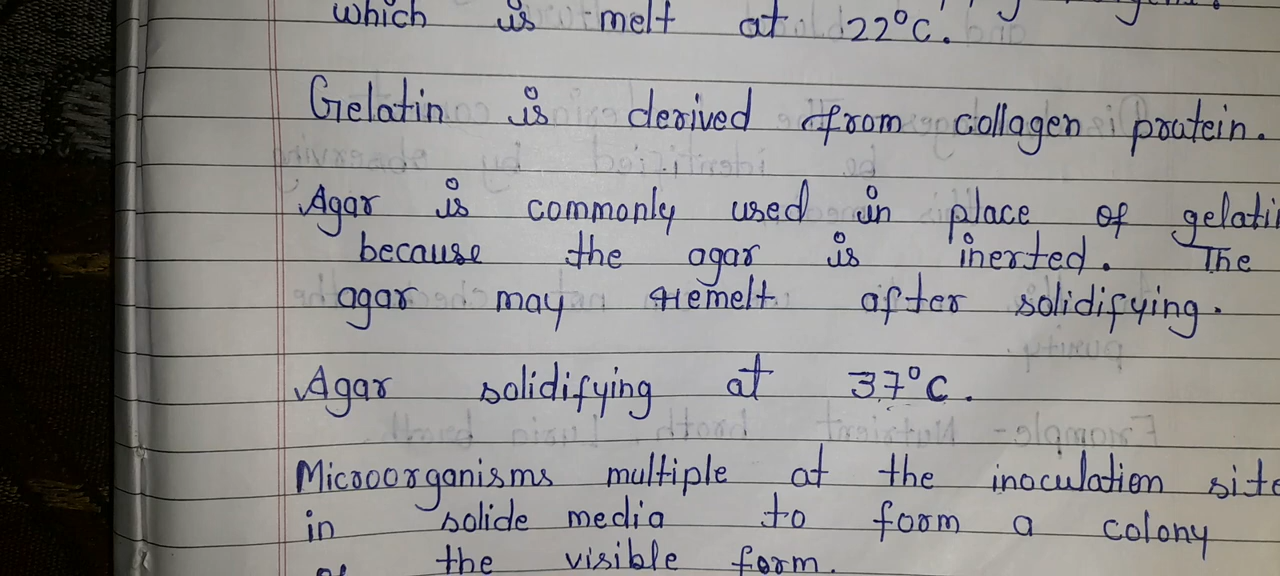 which is melt at 22°C.
Gelatin is derived from collagen protein.
Agar is commonly used in place of gelati
because the agar is inerted. The
agar may remelt after solidifying.
Agar solidifying at 37°C.
Microorganisms multiple at the inoculation site
in solide media to form a colony
the visible form.